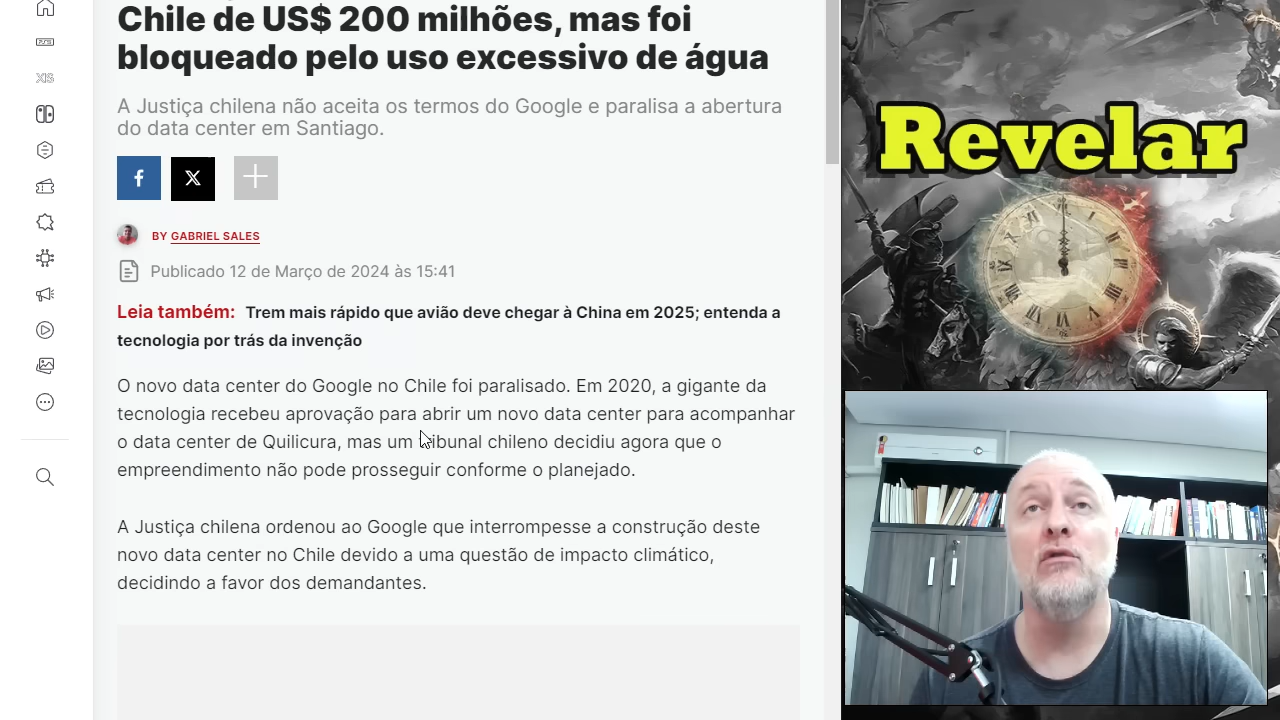 Chile de US$ 200 milhões, mas foi
bloqueado pelo uso excessivo de água
A Justiça chilena não aceita os termos do Google e paralisa a abertura
do data center em Santiago.
BY GABRIEL SALES
Publicado 12 de Março de 2024 às 15:41
Leia também: Trem mais rápido que avião deve chegar à China em 2025; entenda a
tecnologia por trás da invenção
O novo data center do Google no Chile foi paralisado. Em 2020, a gigante da
tecnologia recebeu aprovação para abrir um novo data center para acompanhar
o data center de Quilicura, mas um tribunal chileno decidiu agora que o
empreendimento não pode prosseguir conforme o planejado.
A Justiça chilena ordenou ao Google que interrompesse a construção deste
novo data center no Chile devido a uma questão de impacto climático,
decidindo a favor dos demandantes.
Revelar